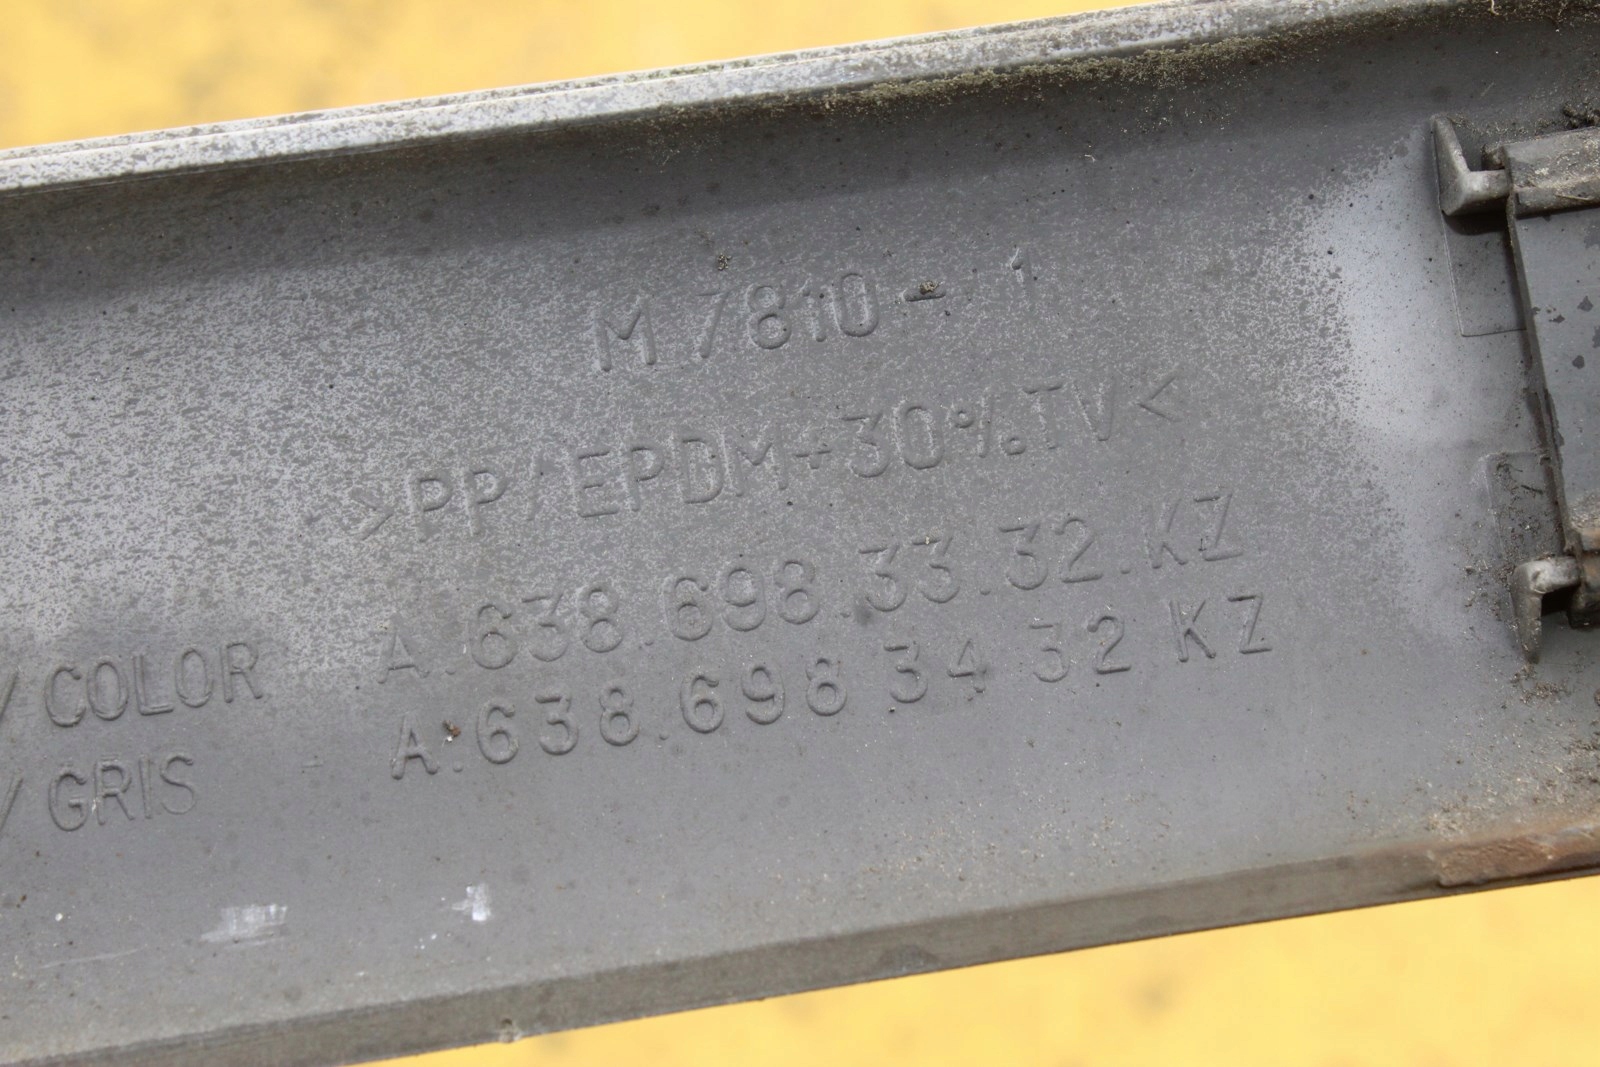 M.7810-1
>PP/EPDM+30%.TV<
/ COLOR A.638.698.33.32.KZ
/ GRIS - A.638.698 34 32 KZ